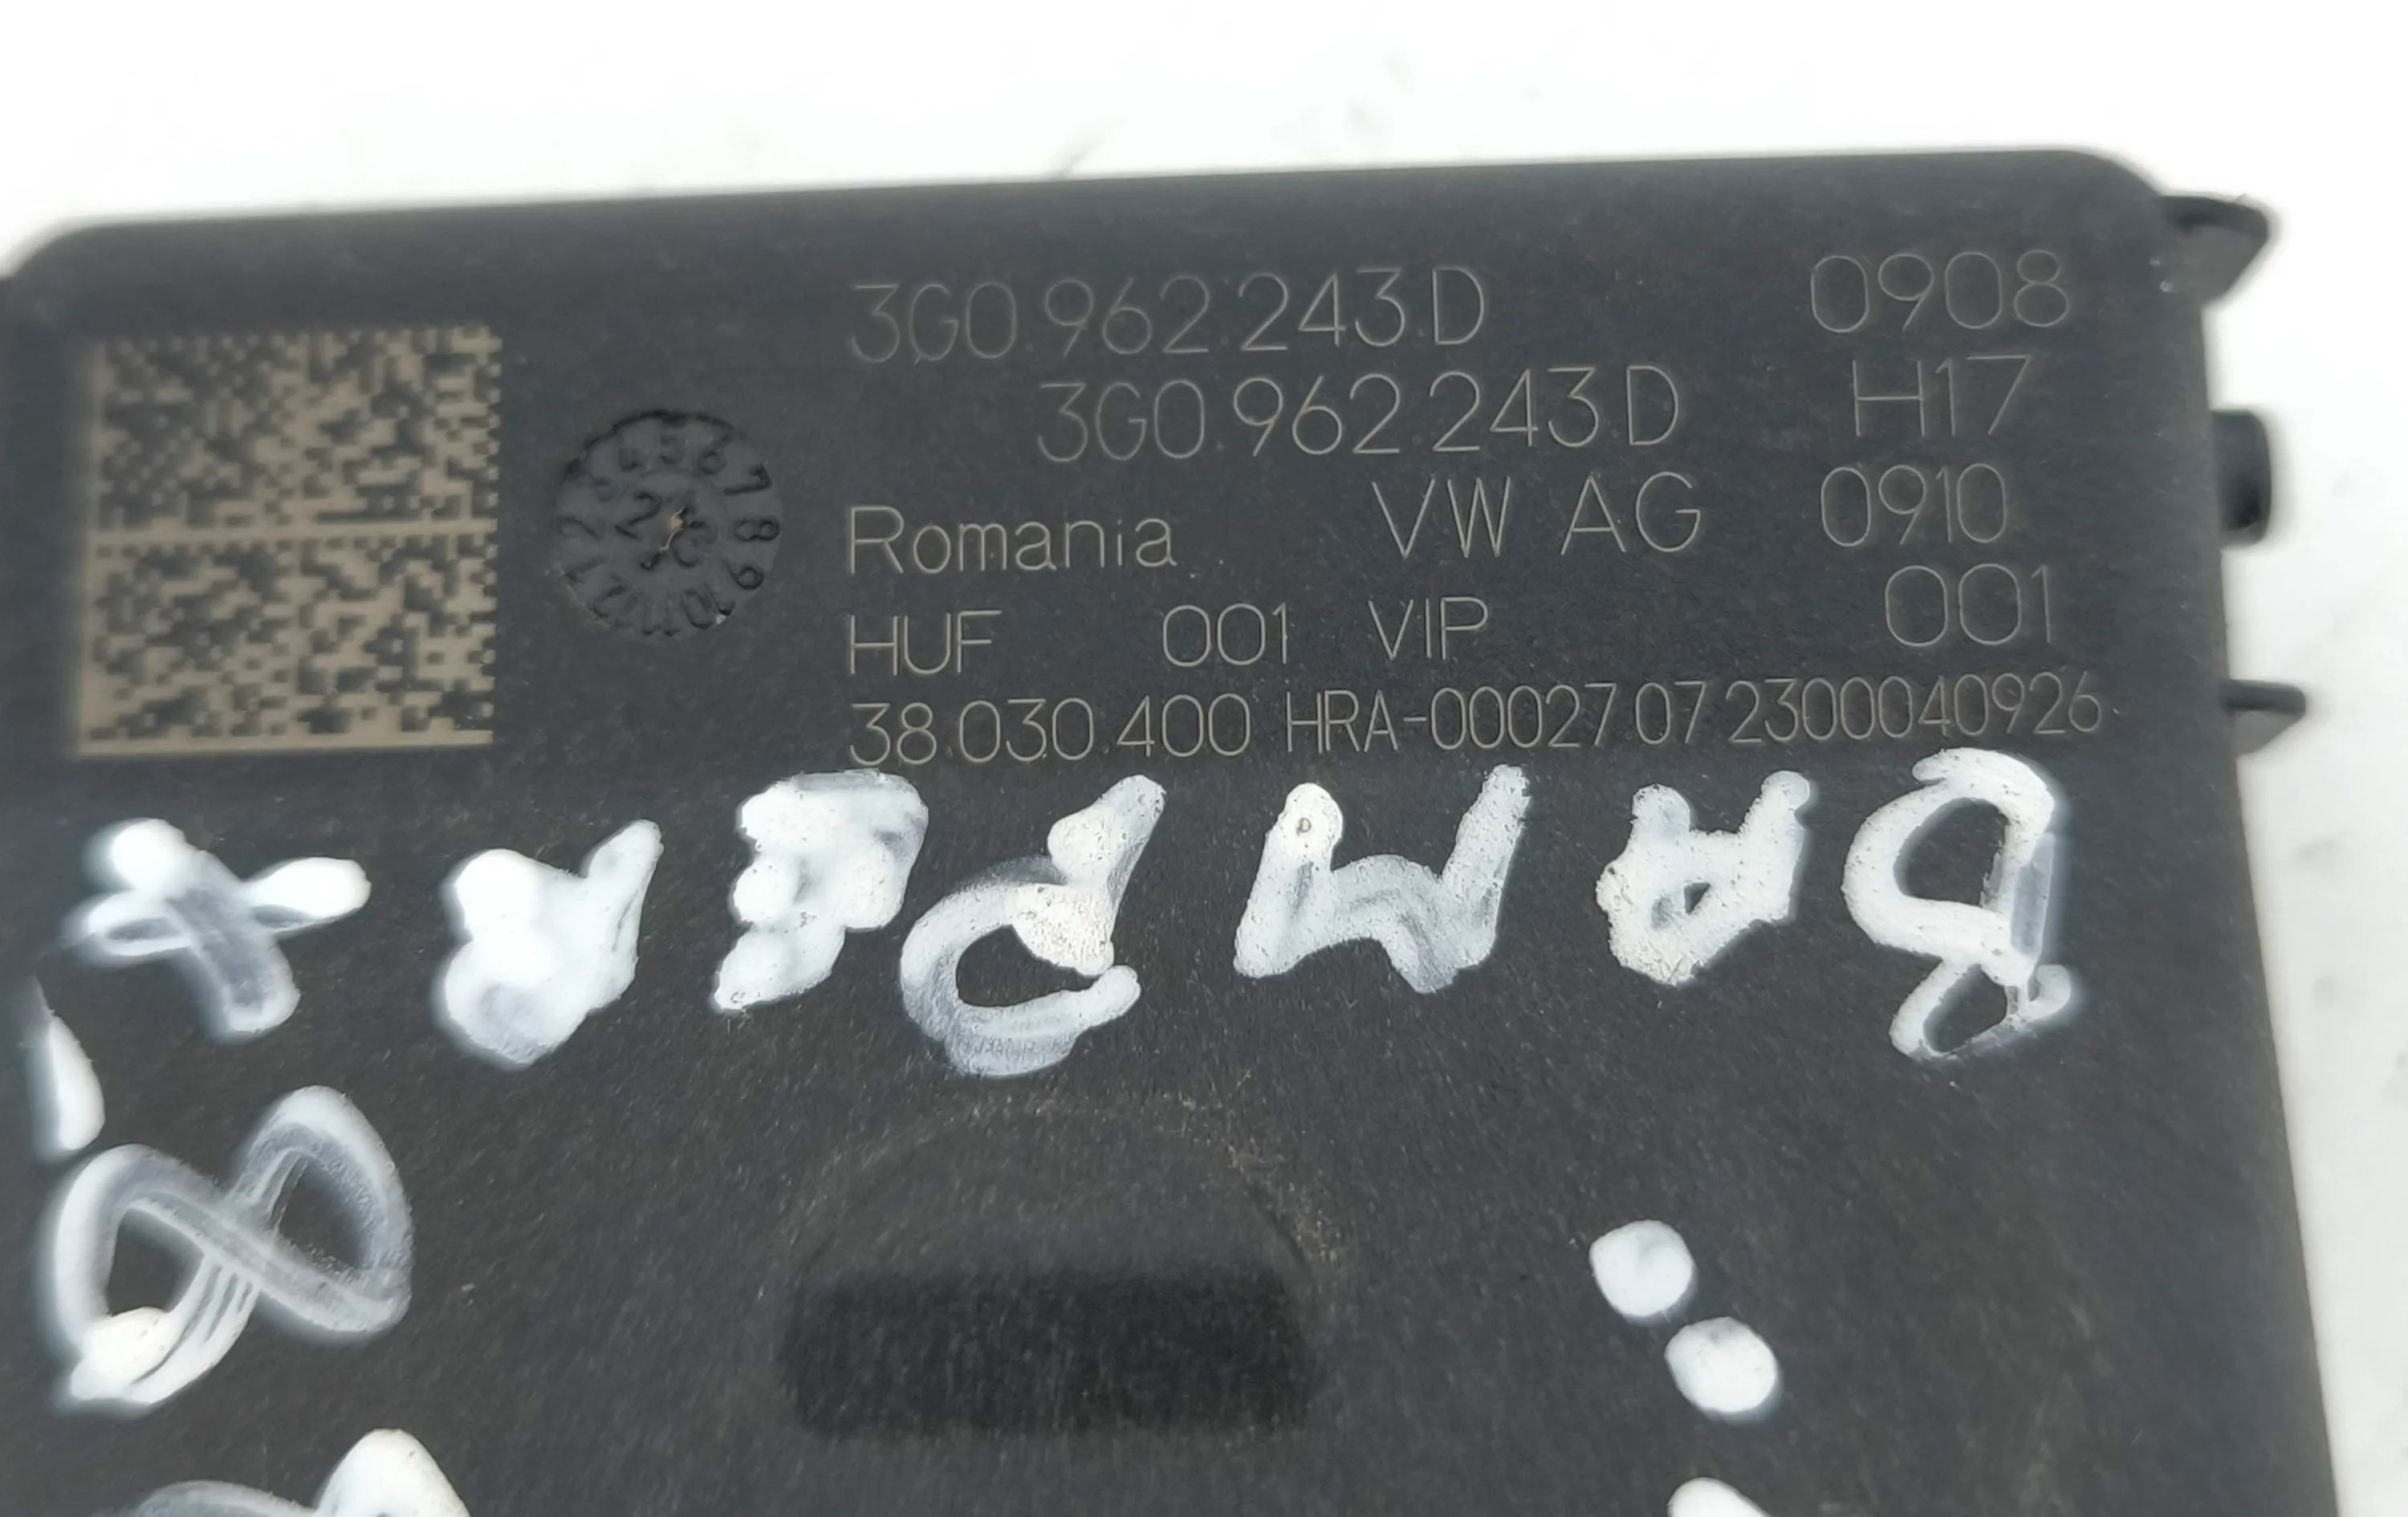 3G0.962.243.D 0908
3G0.962.243.D H17
Romania VW AG 0910
HUF 001 VIP 001
38.030.400 HRA-00027 07 2300040926
BAMPER